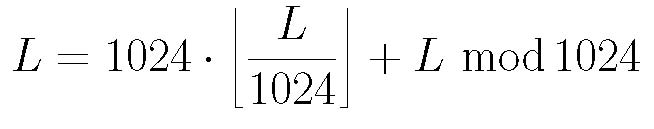 L = 1024 · ⌊L/1024⌋ + L mod 1024